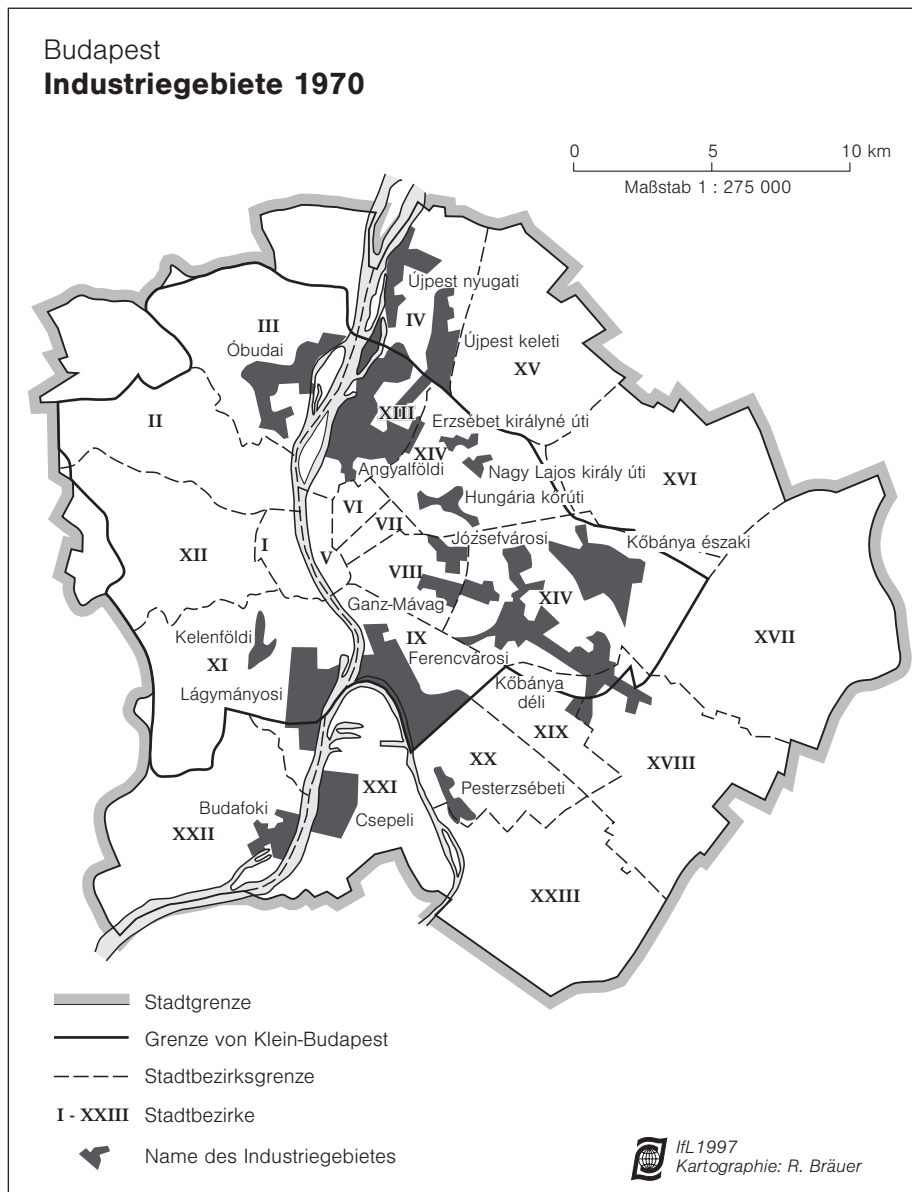 Budapest
Industriegebiete 1970
0 5 10 km
Maßstab 1 : 275 000
Újpest nyugati
III
IV
Óbudai
Újpest keleti
XV
II
XIII
Erzsébet királyné úti
XIV
Angyalföldi
Nagy Lajos király úti
XVI
Hungária körúti
VI
VII
Józsefvárosi
Kőbánya északi
XII
I
V
VIII
XIV
Ganz-Mávag
Kelenföldi
IX
XVII
XI
Ferencvárosi
Lágymányosi
Kőbánya
déli
XIX
XX
XVIII
XXI
Pesterzsébeti
Budafoki
Csepeli
XXII
XXIII
Stadtgrenze
Grenze von Klein-Budapest
Stadtbezirksgrenze
I - XXIII Stadtbezirke
Name des Industriegebietes
IfL1997
Kartographie: R. Bräuer